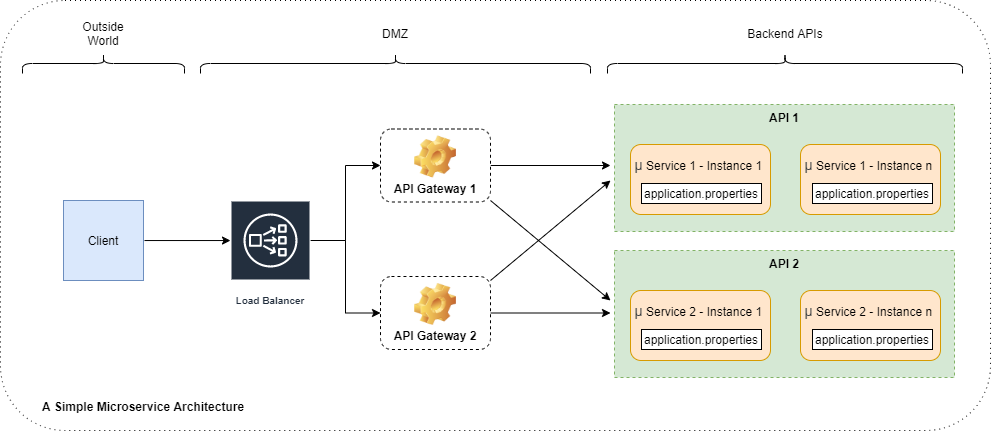 Outside
World
DMZ
Backend APIs
API 1
µ Service 1 - Instance 1
application.properties
µ Service 1 - Instance n
application.properties
API Gateway 1
Client
Load Balancer
API 2
µ Service 2 - Instance 1
application.properties
µ Service 2 - Instance n
application.properties
API Gateway 2
A Simple Microservice Architecture